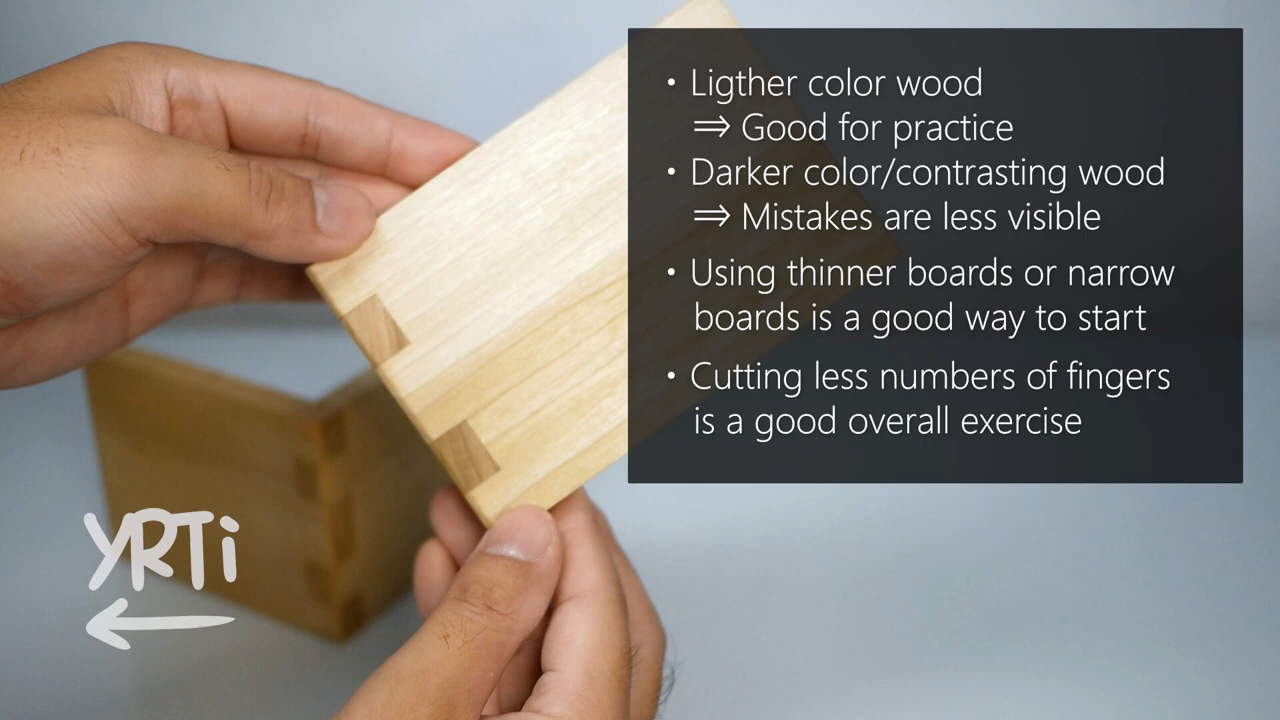 • Ligther color wood
⇒ Good for practice
• Darker color/contrasting wood
⇒ Mistakes are less visible
• Using thinner boards or narrow
boards is a good way to start
• Cutting less numbers of fingers
is a good overall exercise
YRTi
←